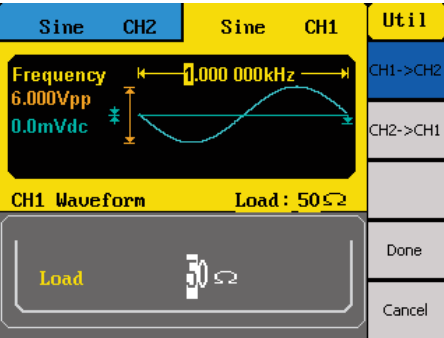 Sine CH2
Sine CH1
Util
Frequency
1.000 000kHz
6.000Vpp
0.0mVdc
CH1 Waveform
Load: 50Ω
Load
50Ω
CH1->CH2
CH2->CH1
Done
Cancel